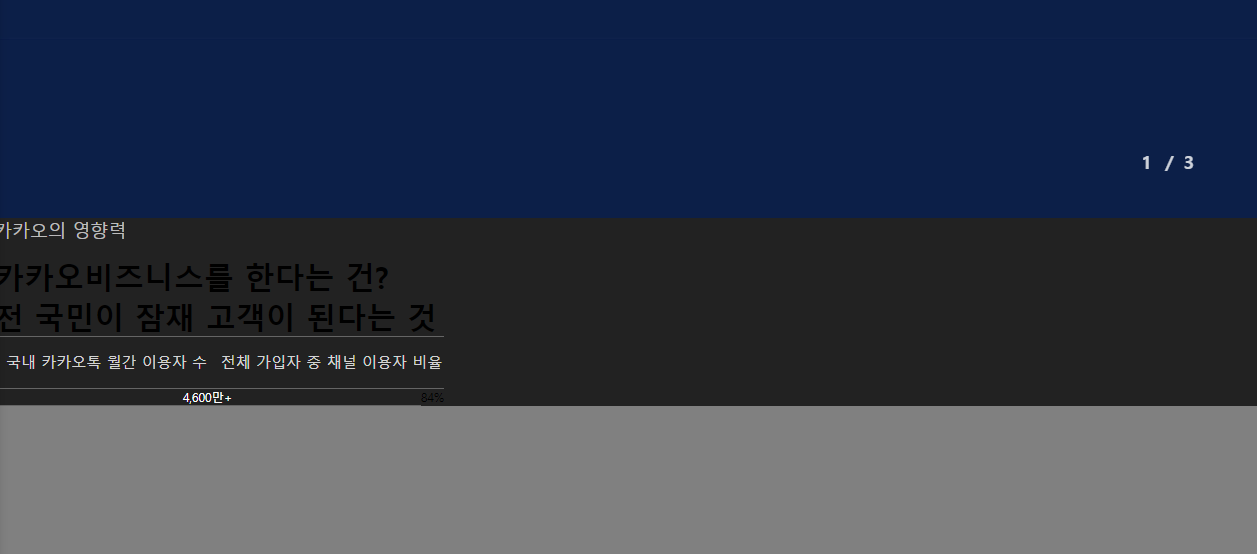 1 / 3
카카오의 영향력
카카오비즈니스를 한다는 건?
전 국민이 잠재 고객이 된다는 것
국내 카카오톡 월간 이용자 수 전체 가입자 중 채널 이용자 비율
4,600만+ 84%